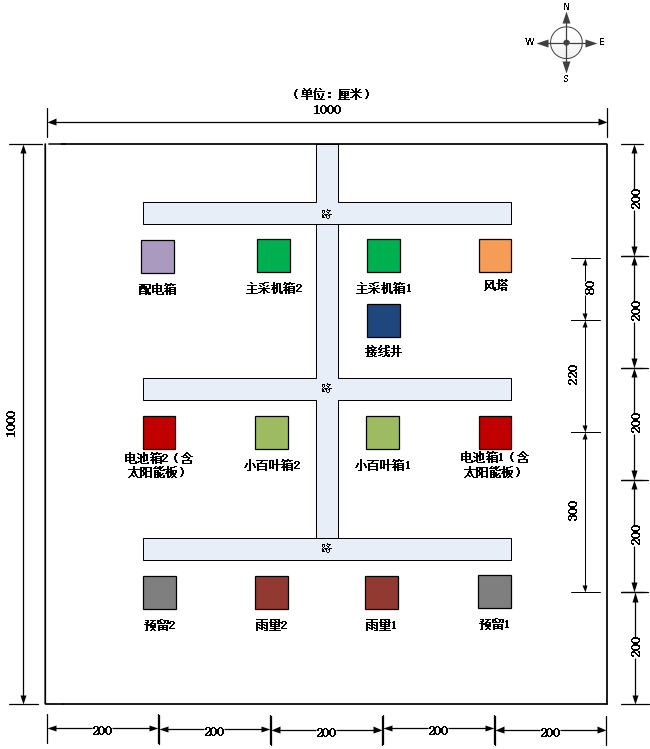 N
W
E
S
（单位：厘米）
1000
200
路
配电箱
主采机箱2
主采机箱1
风塔
80
200
接线井
1000
路
220
200
电池箱2（含
太阳能板）
小百叶箱2
小百叶箱1
电池箱1（含
太阳能板）
300
200
路
预留2
雨量2
雨量1
预留1
200
200
200
200
200
200